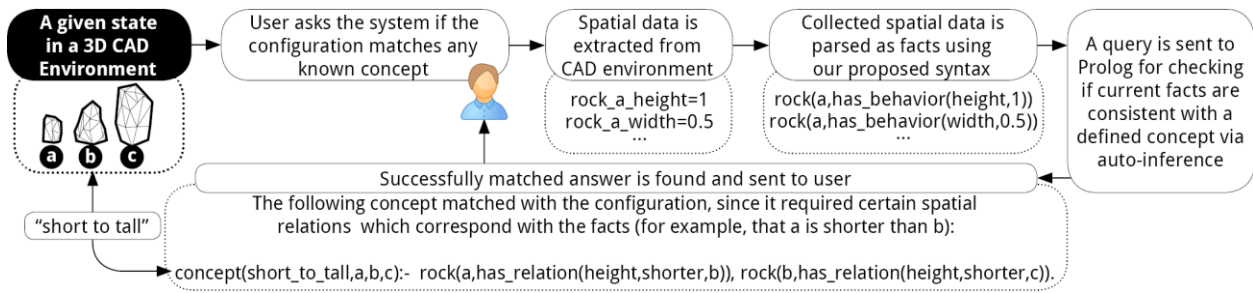 A given state
in a 3D CAD
Environment
a
b
c
User asks the system if the
configuration matches any
known concept
Spatial data is
extracted from
CAD environment
rock_a_height=1
rock_a_width=0.5
...
Collected spatial data is
parsed as facts using
our proposed syntax
rock(a,has_behavior(height,1))
rock(a,has_behavior(width,0.5))
...
A query is sent to
Prolog for checking
if current facts are
consistent with a
defined concept via
auto-inference
Successfully matched answer is found and sent to user
The following concept matched with the configuration, since it required certain spatial
relations which correspond with the facts (for example, that a is shorter than b):
concept(short_to_tall,a,b,c):- rock(a,has_relation(height,shorter,b)), rock(b,has_relation(height,shorter,c)).
“short to tall”